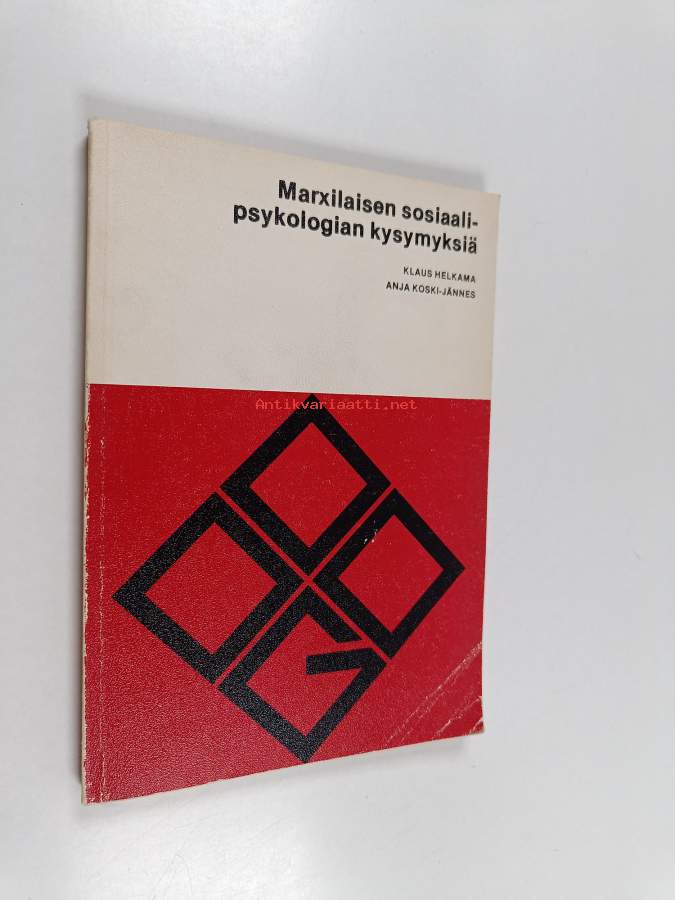 Marxilaisen sosiaali-
psykologian kysymyksiä
KLAUS HELKAMA
ANJA KOSKI-JÄNNES
Antikvariaatti.net